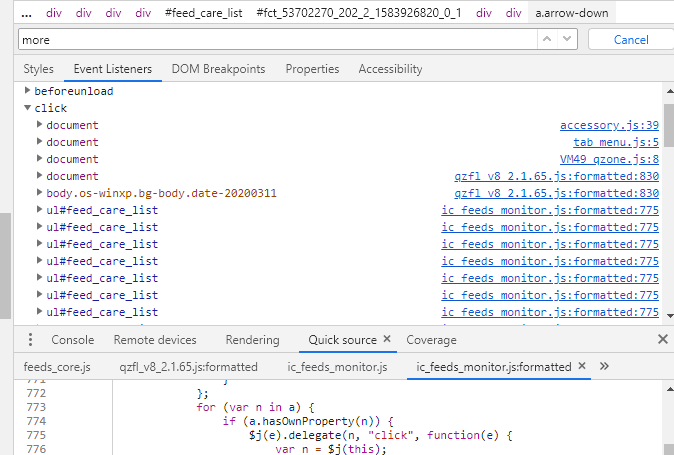 ... div div div #feed_care_list #fct_53702270_202_2_1583926820_0_1 div div a.arrow-down
more Cancel
Styles Event Listeners DOM Breakpoints Properties Accessibility
beforeunload
click
document accessory.js:39
document tab_menu.js:5
document VM49 qzone.js:8
document qzfl_v8_2.1.65.js:formatted:830
body.os-winxp.bg-body.date-20200311 qzfl_v8_2.1.65.js:formatted:830
ul#feed_care_list ic_feeds_monitor.js:formatted:775
ul#feed_care_list ic_feeds_monitor.js:formatted:775
ul#feed_care_list ic_feeds_monitor.js:formatted:775
ul#feed_care_list ic_feeds_monitor.js:formatted:775
ul#feed_care_list ic_feeds_monitor.js:formatted:775
ul#feed_care_list ic_feeds_monitor.js:formatted:775
ul#feed_care_list ic_feeds_monitor.js:formatted:775
Console Remote devices Rendering Quick source × Coverage ×
feeds_core.js qzfl_v8_2.1.65.js:formatted ic_feeds_monitor.js ic_feeds_monitor.js:formatted × »
771 }
772 };
773 for (var n in a) {
774 if (a.hasOwnProperty(n)) {
775 $j(e).delegate(n, "click", function(e) {
776 var n = $j(this);